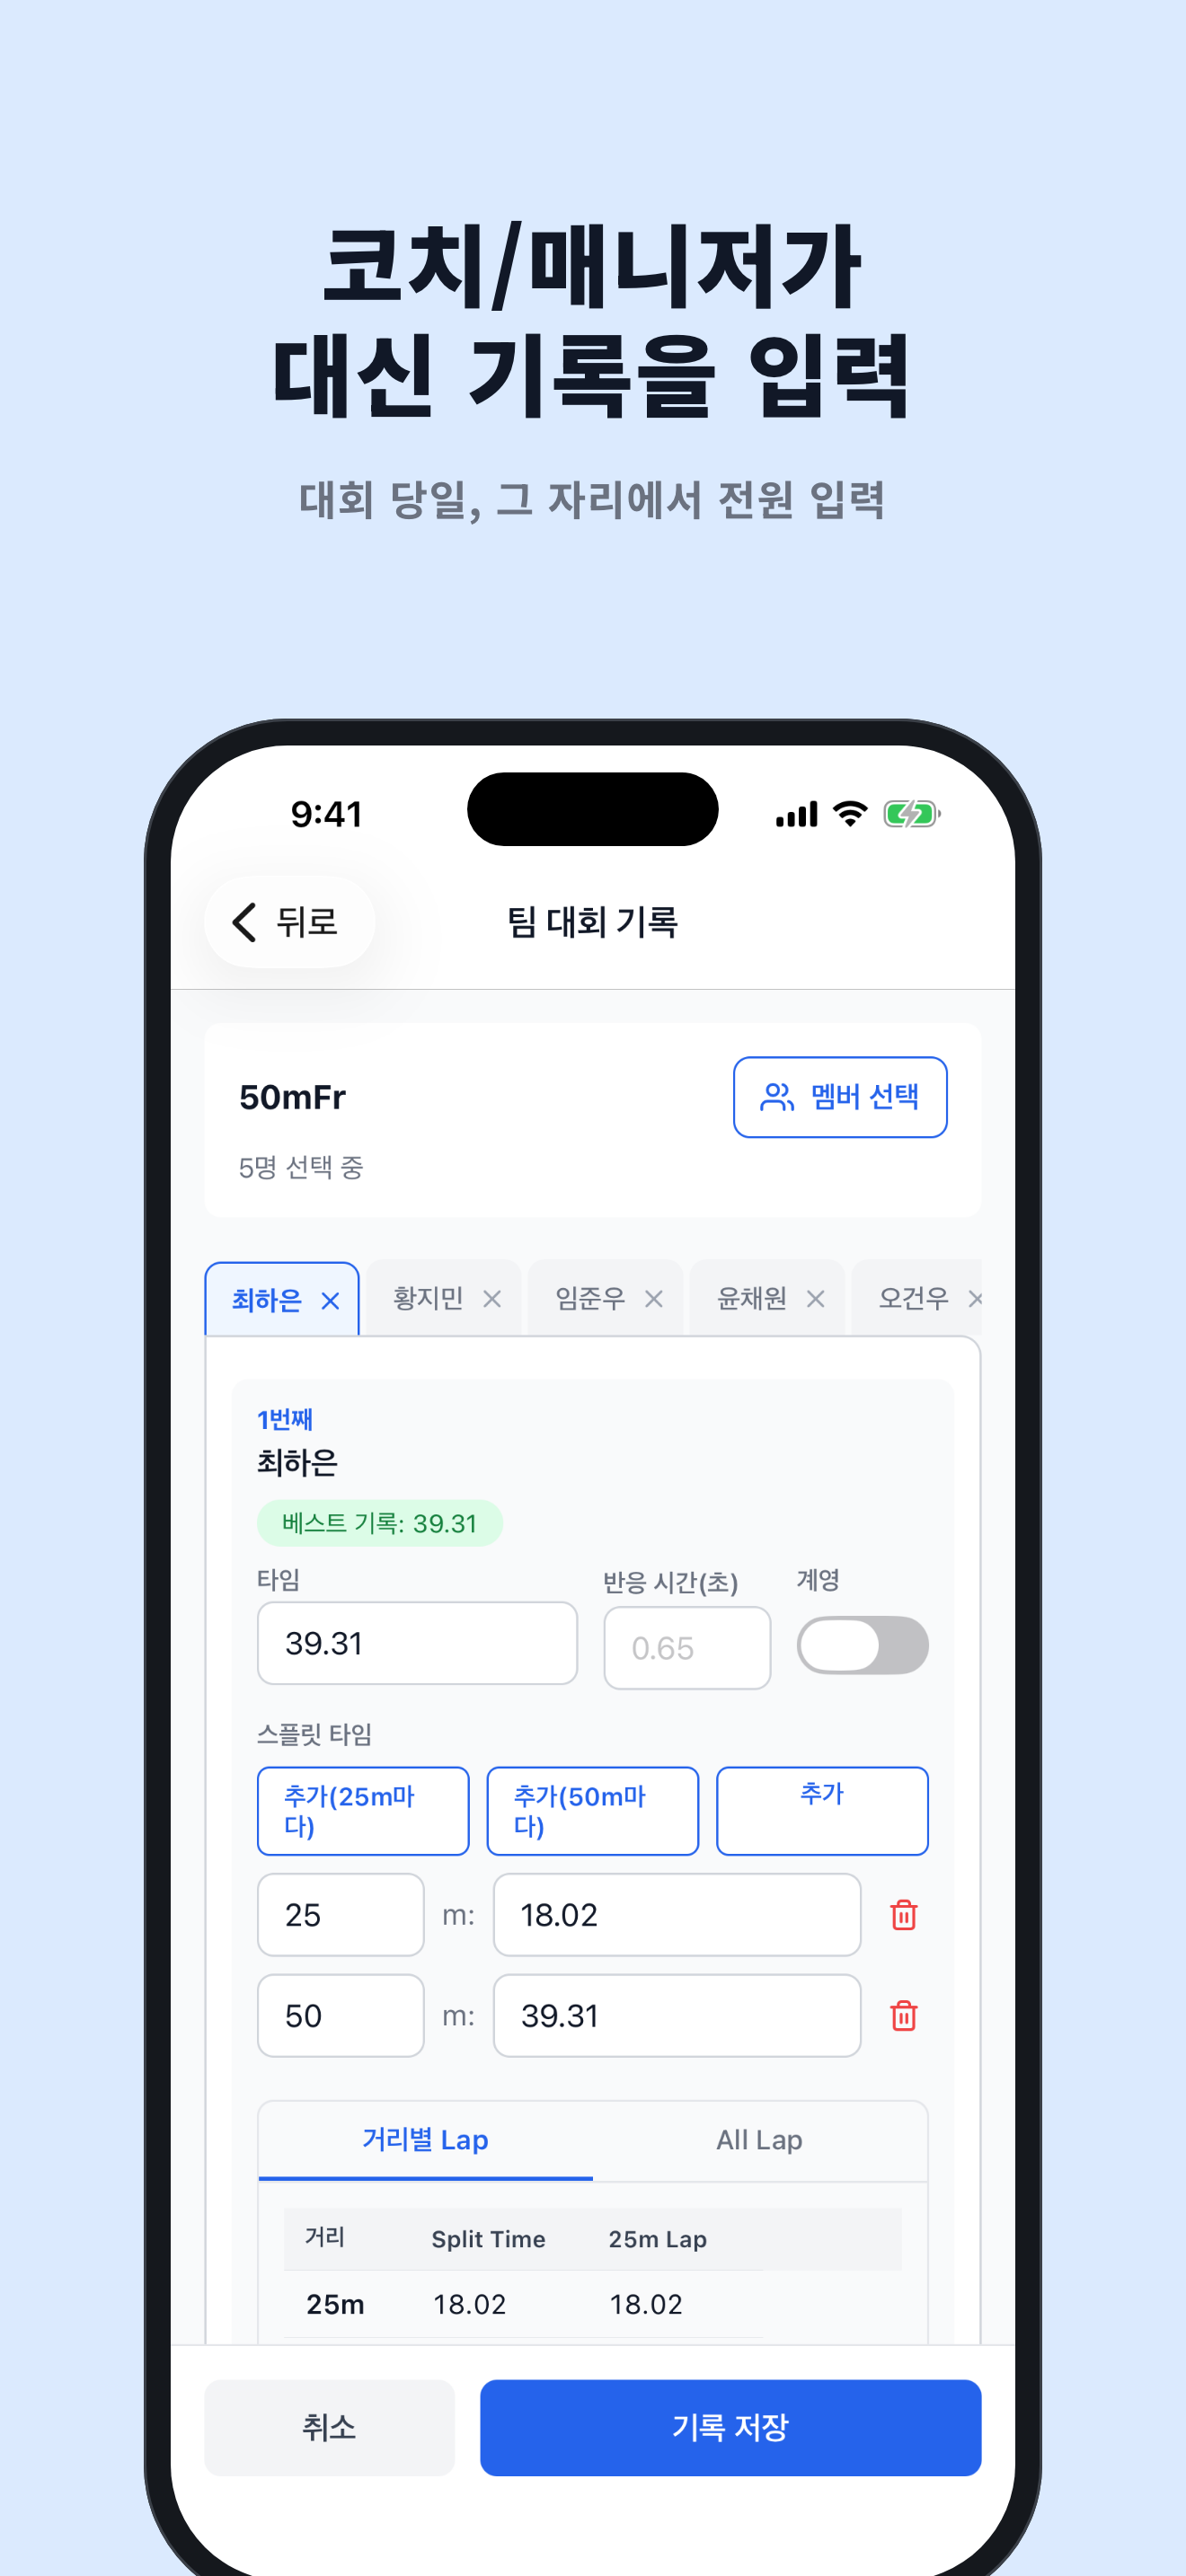 코치/매니저가
대신 기록을 입력
대회 당일, 그 자리에서 전원 입력
9:41
뒤로
팀 대회 기록
50mFr
멤버 선택
5명 선택 중
최하은
황지민
임준우
윤채원
오건우
1번째
최하은
베스트 기록: 39.31
타임
반응 시간(초)
계영
39.31
0.65
스플릿 타임
추가(25m마
다)
추가(50m마
다)
추가
25 m: 18.02
50 m: 39.31
거리별 Lap
All Lap
거리 Split Time 25m Lap
25m 18.02 18.02
취소
기록 저장